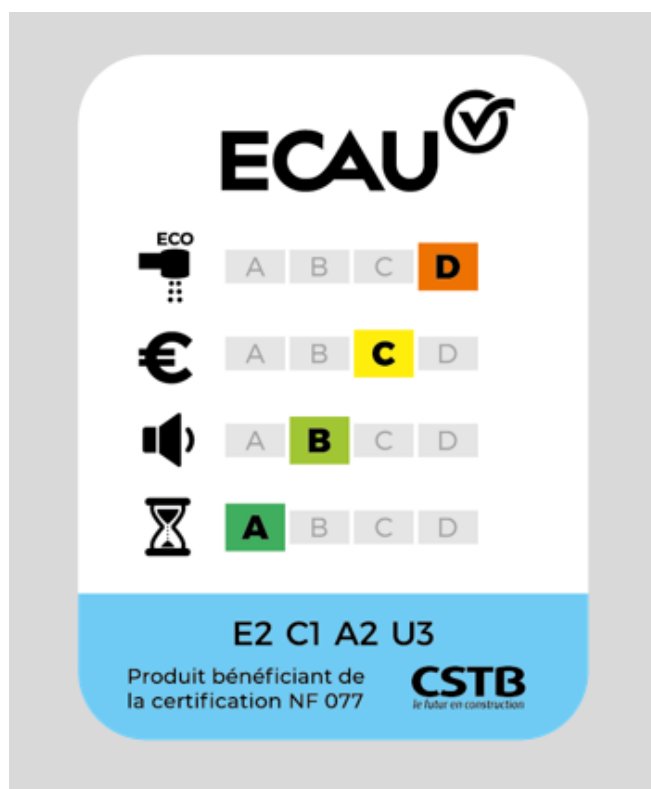 ECAU
ECO
A B C D
€ A B C D
A B C D
A B C D
E2 C1 A2 U3
Produit bénéficiant de
la certification NF 077
CSTB
le futur en construction